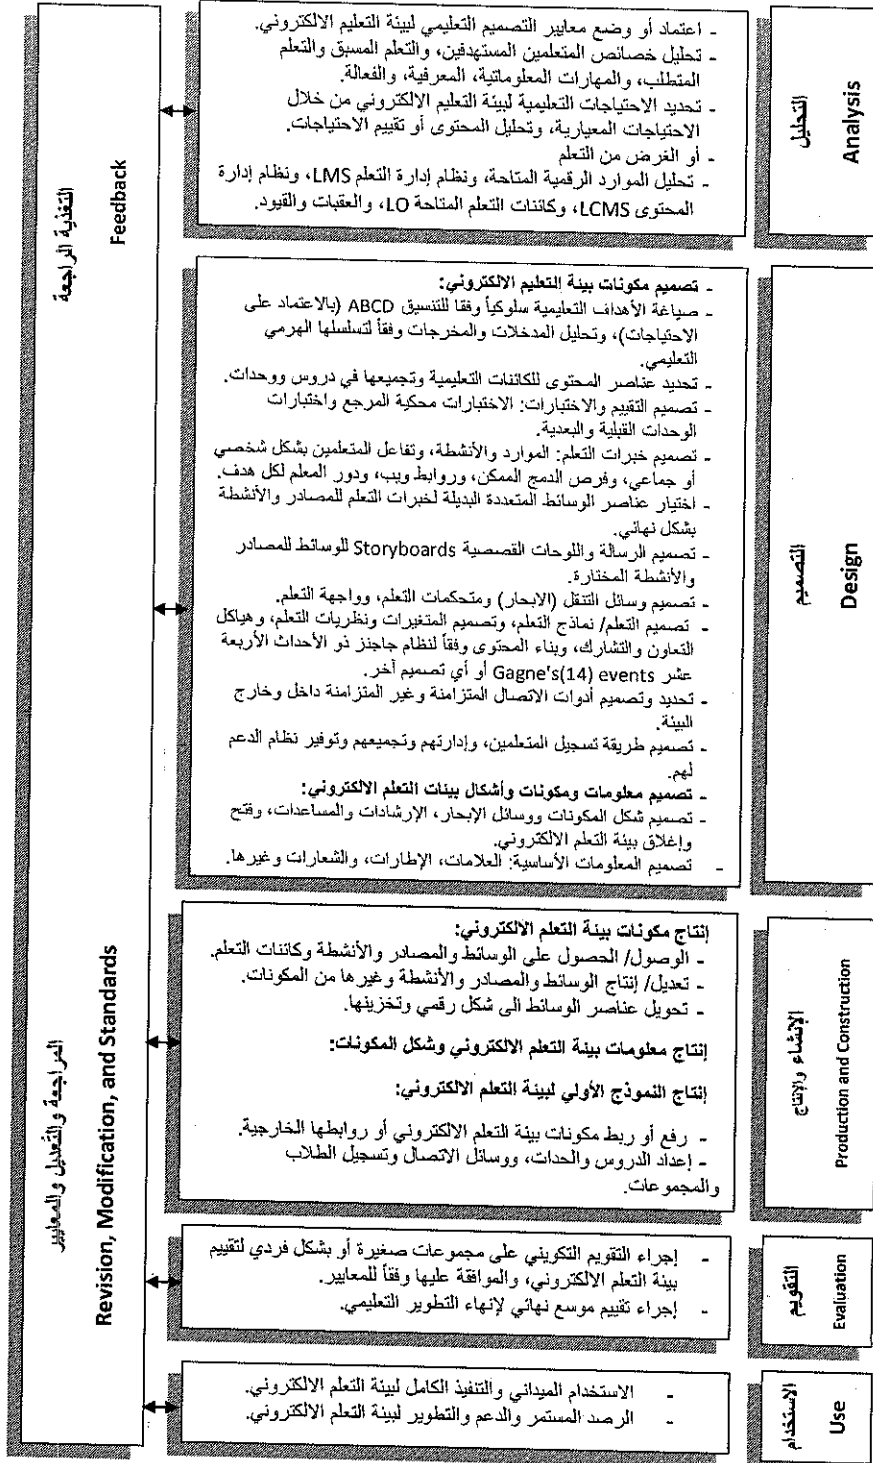 التحليل
Analysis
- اعتماد أو وضع معايير التصميم التعليمي لبيئة التعليم الالكتروني.
- تحليل خصائص المتعلمين المستهدفين، والتعلم المسبق والتعلم
المتطلب، والمهارات المعلوماتية، المعرفية، والفعالة.
- تحديد الاحتياجات التعليمية لبيئة التعليم الالكتروني من خلال
الاحتياجات المعيارية، وتحليل المحتوى أو تقييم الاحتياجات.
- أو الغرض من التعلم
- تحليل الموارد الرقمية المتاحة، ونظام إدارة التعلم LMS، ونظام إدارة
المحتوى LCMS، وكائنات التعلم المتاحة LO، والعقبات والقيود.
التصميم
Design
- تصميم مكونات بيئة التعليم الالكتروني:
- صياغة الأهداف التعليمية سلوكياً وفقا للتنسيق ABCD (بالاعتماد على
الاحتياجات)، وتحليل المدخلات والمخرجات وفقاً لتسلسلها الهرمي
التعليمي.
- تحديد عناصر المحتوى للكائنات التعليمية وتجميعها في دروس ووحدات.
- تصميم التقييم والاختبارات: الاختبارات محكية المرجع واختبارات
الوحدات القبلية والبعدية.
- تصميم خبرات التعلم: الموارد والأنشطة، وتفاعل المتعلمين بشكل شخصي
أو جماعي، وفرص الدمج الممكن، وروابط ويب، ودور المعلم لكل هدف.
- اختيار عناصر الوسائط المتعددة البديلة لخبرات التعلم للمصادر والأنشطة
بشكل نهائي.
- تصميم الرسالة واللوحات القصصية Storyboards للوسائط للمصادر
والأنشطة المختارة.
- تصميم وسائل التنقل (الابحار) ومتحكمات التعلم، وواجهة التعلم.
- تصميم التعلم/ نماذج التعلم، وتصميم المتغيرات ونظريات التعلم، وهياكل
التعاون والتشارك، وبناء المحتوى وفقاً لنظام جاجنز ذو الأحداث الأربعة
عشر Gagne's(14) events أو أي تصميم آخر.
- تحديد وتصميم أدوات الاتصال المتزامنة وغير المتزامنة داخل وخارج
البيئة.
- تصميم طريقة تسجيل المتعلمين، وإدارتهم وتجميعهم وتوفير نظام الدعم
لهم.
- تصميم معلومات ومكونات وأشكال بيئات التعلم الالكتروني:
- تصميم شكل المكونات ووسائل الإبحار، الإرشادات والمساعدات، وفتح
وإغلاق بيئة التعلم الالكتروني.
- تصميم المعلومات الأساسية: العلامات، الإطارات، والشعارات وغيرها.
الإنشاء والإنتاج
Production and Construction
إنتاج مكونات بيئة التعلم الالكتروني:
- الوصول/ الحصول على الوسائط والمصادر والأنشطة وكائنات التعلم.
- تعديل/ إنتاج الوسائط والمصادر والأنشطة وغيرها من المكونات.
- تحويل عناصر الوسائط الى شكل رقمي وتخزينها.
إنتاج معلومات بيئة التعلم الالكتروني وشكل المكونات:
إنتاج النموذج الأولي لبيئة التعلم الالكتروني:
- رفع أو ربط مكونات بيئة التعلم الالكتروني أو روابطها الخارجية.
- إعداد الدروس والحدات، ووسائل الاتصال وتسجيل الطلاب
والمجموعات.
التقويم
Evaluation
- إجراء التقويم التكويني على مجموعات صغيرة أو بشكل فردي لتقييم
بيئة التعلم الالكتروني، والموافقة عليها وفقاً للمعايير.
- إجراء تقييم موسع نهائي لإنهاء التطوير التعليمي.
الاستخدام
Use
- الاستخدام الميداني والتنفيذ الكامل لبيئة التعلم الالكتروني.
- الرصد المستمر والدعم والتطوير لبيئة التعلم الالكتروني.
التغذية الراجعة
Feedback
المراجعة والتعديل والمعايير
Revision, Modification, and Standards